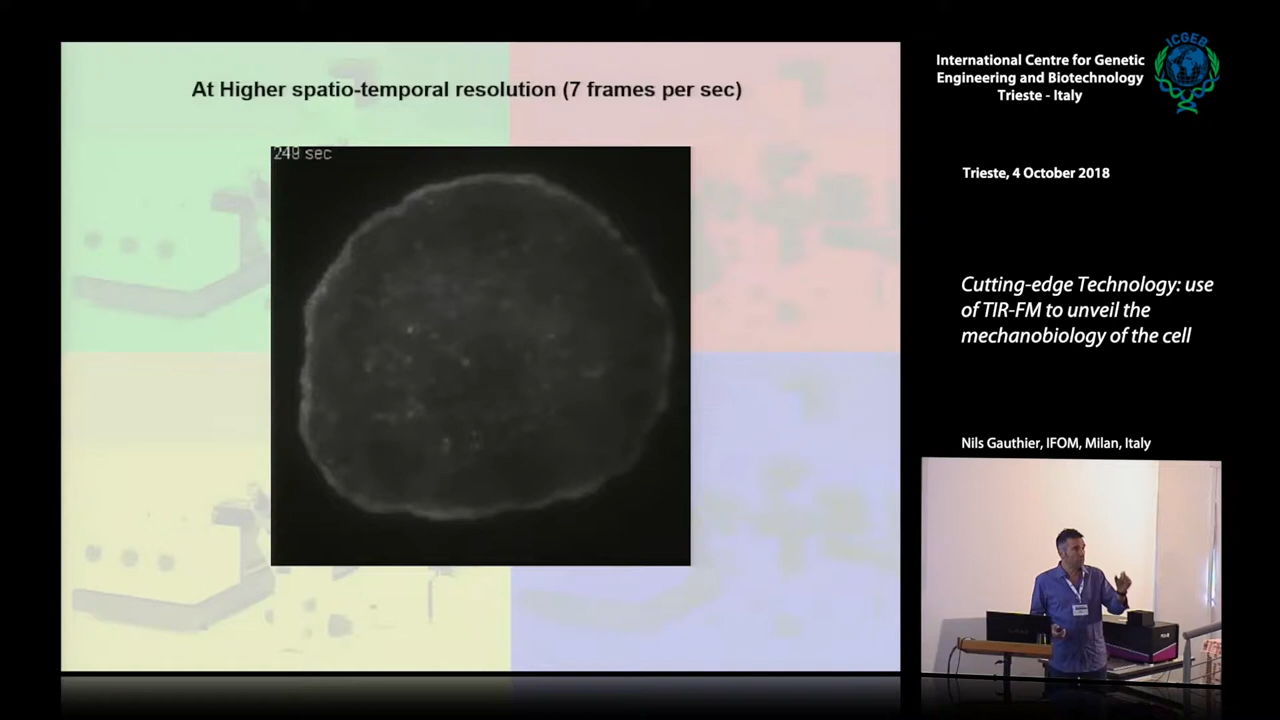 At Higher spatio-temporal resolution (7 frames per sec)
249 sec
International Centre for Genetic
Engineering and Biotechnology
Trieste - Italy
ICGEB
Trieste, 4 October 2018
Cutting-edge Technology: use
of TIR-FM to unveil the
mechanobiology of the cell
Nils Gauthier, IFOM, Milan, Italy